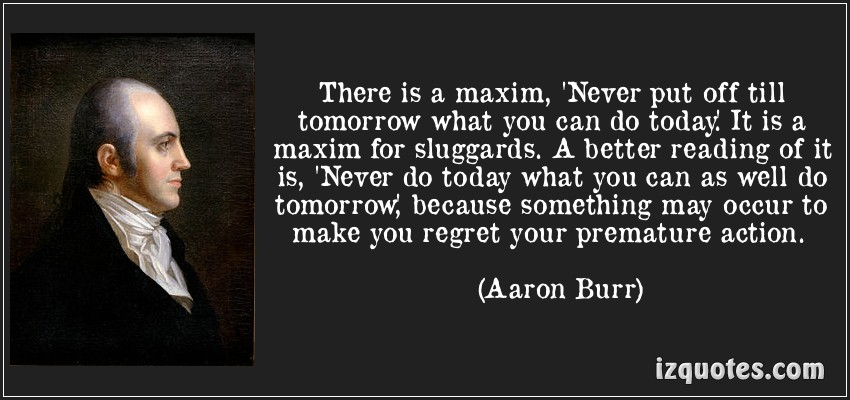 There is a maxim, 'Never put off till
tomorrow what you can do today.' It is a
maxim for sluggards. A better reading of it
is, 'Never do today what you can as well do
tomorrow,' because something may occur to
make you regret your premature action.
(Aaron Burr)
izquotes.com